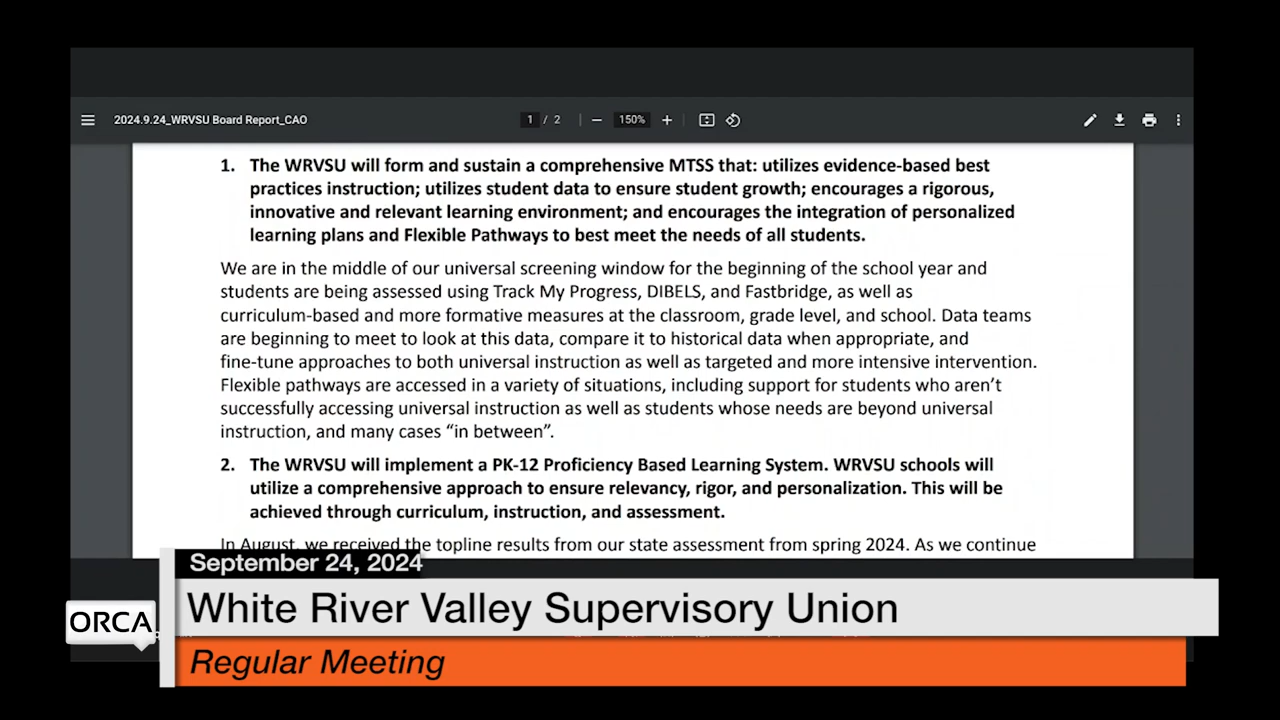 2024.9.24_WRVSU Board Report_CAO
1 / 2
150%
1. The WRVSU will form and sustain a comprehensive MTSS that: utilizes evidence-based best
practices instruction; utilizes student data to ensure student growth; encourages a rigorous,
innovative and relevant learning environment; and encourages the integration of personalized
learning plans and Flexible Pathways to best meet the needs of all students.
We are in the middle of our universal screening window for the beginning of the school year and
students are being assessed using Track My Progress, DIBELS, and Fastbridge, as well as
curriculum-based and more formative measures at the classroom, grade level, and school. Data teams
are beginning to meet to look at this data, compare it to historical data when appropriate, and
fine-tune approaches to both universal instruction as well as targeted and more intensive intervention.
Flexible pathways are accessed in a variety of situations, including support for students who aren't
successfully accessing universal instruction as well as students whose needs are beyond universal
instruction, and many cases “in between”.
2. The WRVSU will implement a PK-12 Proficiency Based Learning System. WRVSU schools will
utilize a comprehensive approach to ensure relevancy, rigor, and personalization. This will be
achieved through curriculum, instruction, and assessment.
In August, we received the topline results from our state assessment from spring 2024. As we continue
September 24, 2024
White River Valley Supervisory Union
ORCA
Regular Meeting